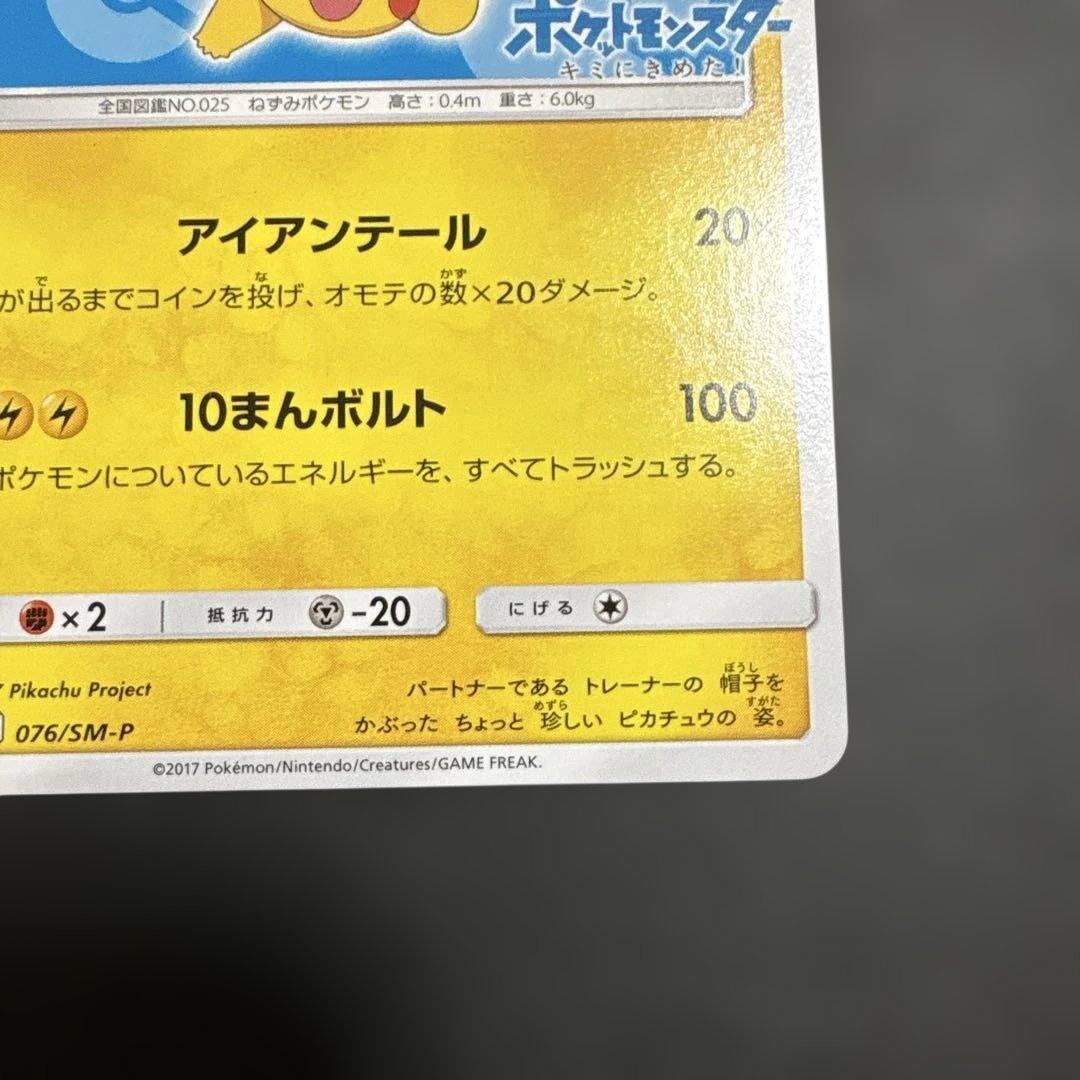 ポケットモンスター
キミにきめた!
全国図鑑NO.025 ねずみポケモン 高さ:0.4m 重さ:6.0kg
アイアンテール 20×
が出るまでコインを投げ、オモテの数×20ダメージ。
10まんボルト 100
ポケモンについているエネルギーを、すべてトラッシュする。
×2 抵抗力 -20 にげる
7 Pikachu Project
076/SM-P
パートナーである トレーナーの 帽子を
かぶった ちょっと 珍しい ピカチュウの 姿。
©2017 Pokémon/Nintendo/Creatures/GAME FREAK.